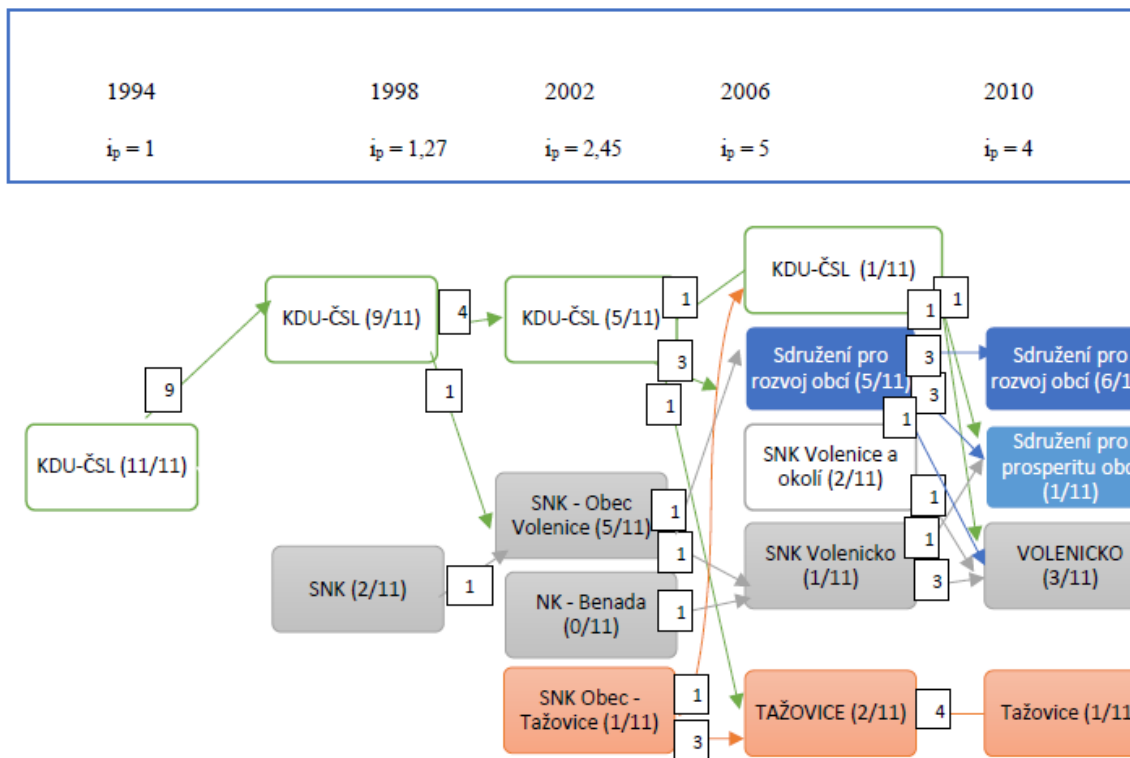 1994
1998
2002
2006
2010
ip = 1
ip = 1,27
ip = 2,45
ip = 5
ip = 4
KDU-ČSL (11/11)
9
KDU-ČSL (9/11)
4
1
SNK (2/11)
1
KDU-ČSL (5/11)
1
3
1
SNK - Obec
Volenice (5/11)
1
1
NK - Benada
(0/11)
1
SNK Obec -
Tažovice (1/11)
1
3
KDU-ČSL (1/11)
1
1
Sdružení pro
rozvoj obcí (5/11)
3
3
1
SNK Volenice a
okolí (2/11)
1
SNK Volenicko
(1/11)
1
3
TAŽOVICE (2/11)
4
Sdružení pro
rozvoj obcí (6/1
Sdružení pro
prosperitu obc
(1/11)
VOLENICKO
(3/11)
Tažovice (1/11